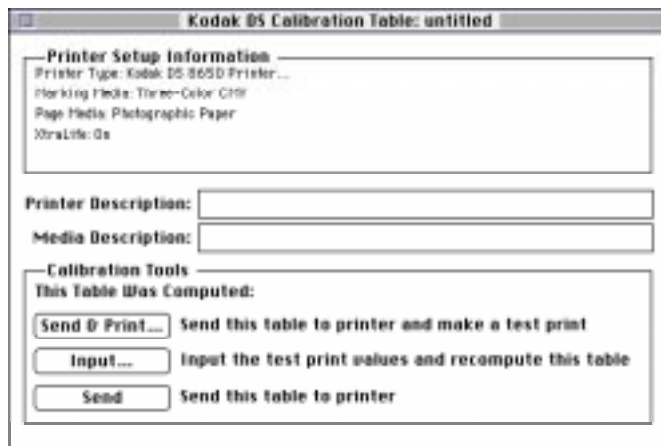 Kodak DS Calibration Table: untitled
Printer Setup Information
Printer Type: Kodak DS 8650 Printer...
Marking Media: Three-Color CMY
Page Media: Photographic Paper
XtraLife: On
Printer Description:
Media Description:
Calibration Tools
This Table Was Computed:
Send & Print... Send this table to printer and make a test print
Input... Input the test print values and recompute this table
Send Send this table to printer